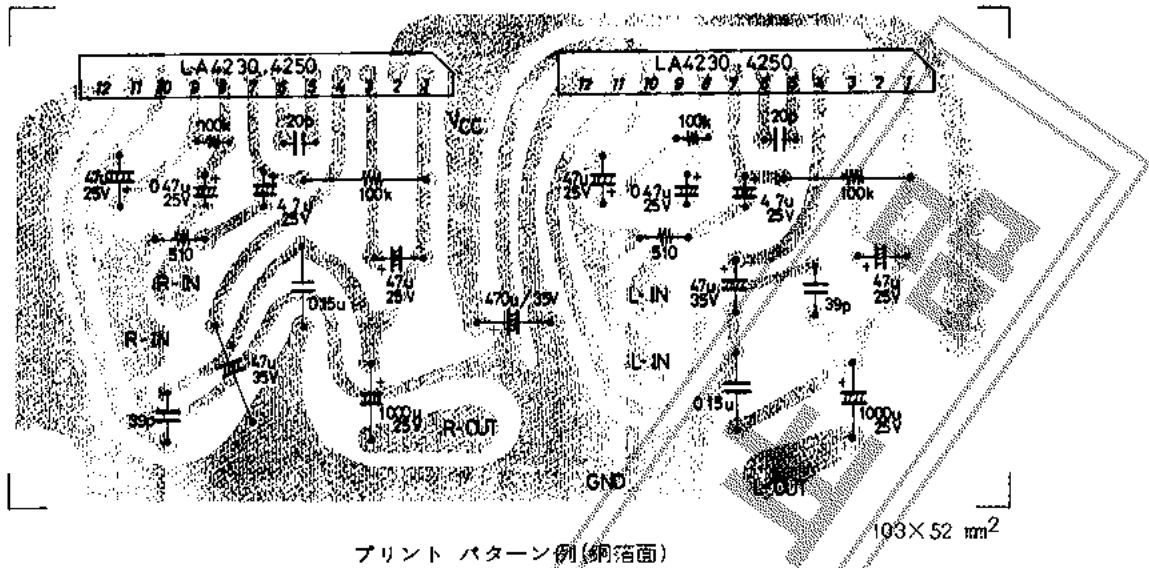 LA4230,4250
12 11 10 9 8 7 6 5 4 3 2 1
LA4230,4250
12 11 10 9 8 7 6 5 4 3 2 1
VCC
100k
20p
47u
25V
0.47u
25V
4.7u
25V
100k
510
R-IN
R-IN
0.15u
47u
25V
47u
35V
39p
1000u
25V
R-OUT
470u/35V
100k
20p
47u
25V
0.47u
25V
4.7u
25V
100k
510
L-IN
L-IN
47u
35V
39p
47u
25V
0.15u
1000u
25V
GND
L-OUT
103×52 mm²
プリント パターン例(銅箔面)